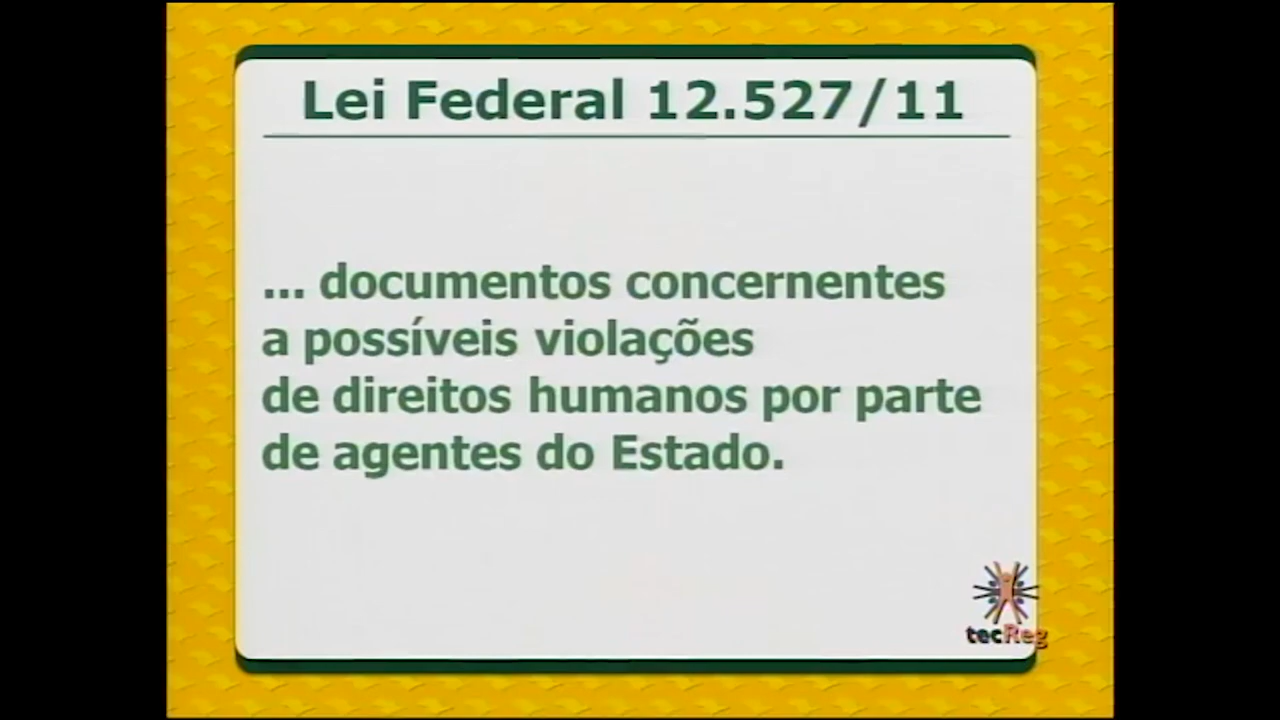 Lei Federal 12.527/11
... documentos concernentes
a possíveis violações
de direitos humanos por parte
de agentes do Estado.
tecReg